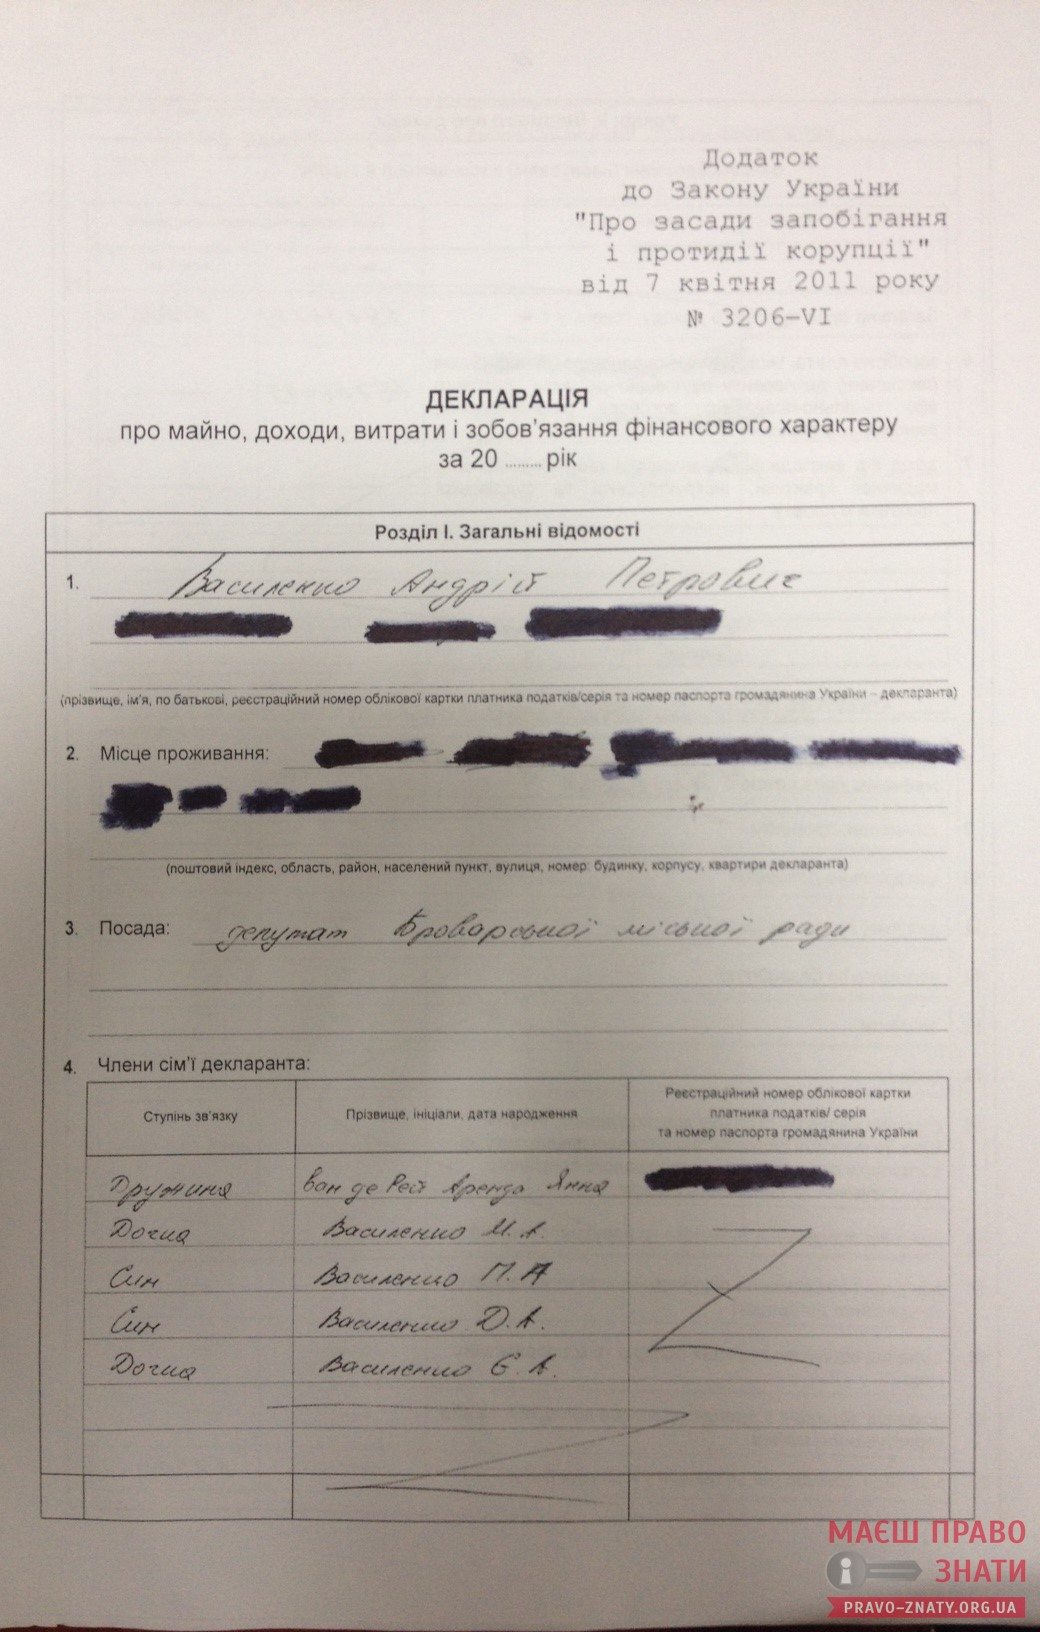 Додаток
до Закону України
"Про засади запобігання
і протидії корупції"
від 7 квітня 2011 року
№ 3206-VI
ДЕКЛАРАЦІЯ
про майно, доходи, витрати і зобов'язання фінансового характеру
за 20 ......... рік
Розділ I. Загальні відомості
1. Василенко Андрій Петрович
(прізвище, ім'я, по батькові, реєстраційний номер облікової картки платника податків/серія та номер паспорта громадянина України – декларанта)
2. Місце проживання:
(поштовий індекс, область, район, населений пункт, вулиця, номер: будинку, корпусу, квартири декларанта)
3. Посада: депутат Броварської міської ради
4. Члени сім'ї декларанта:
Ступінь зв'язку
Прізвище, ініціали, дата народження
Реєстраційний номер облікової картки
платника податків/ серія
та номер паспорта громадянина України
Дружина ван де Рей Аренда Янна
Дочка Василенко М. А.
Син Василенко П. А
Син Василенко Д. А.
Дочка Василенко Є. А.
МАЄШ ПРАВО
ЗНАТИ
PRAVO-ZNATY.ORG.UA